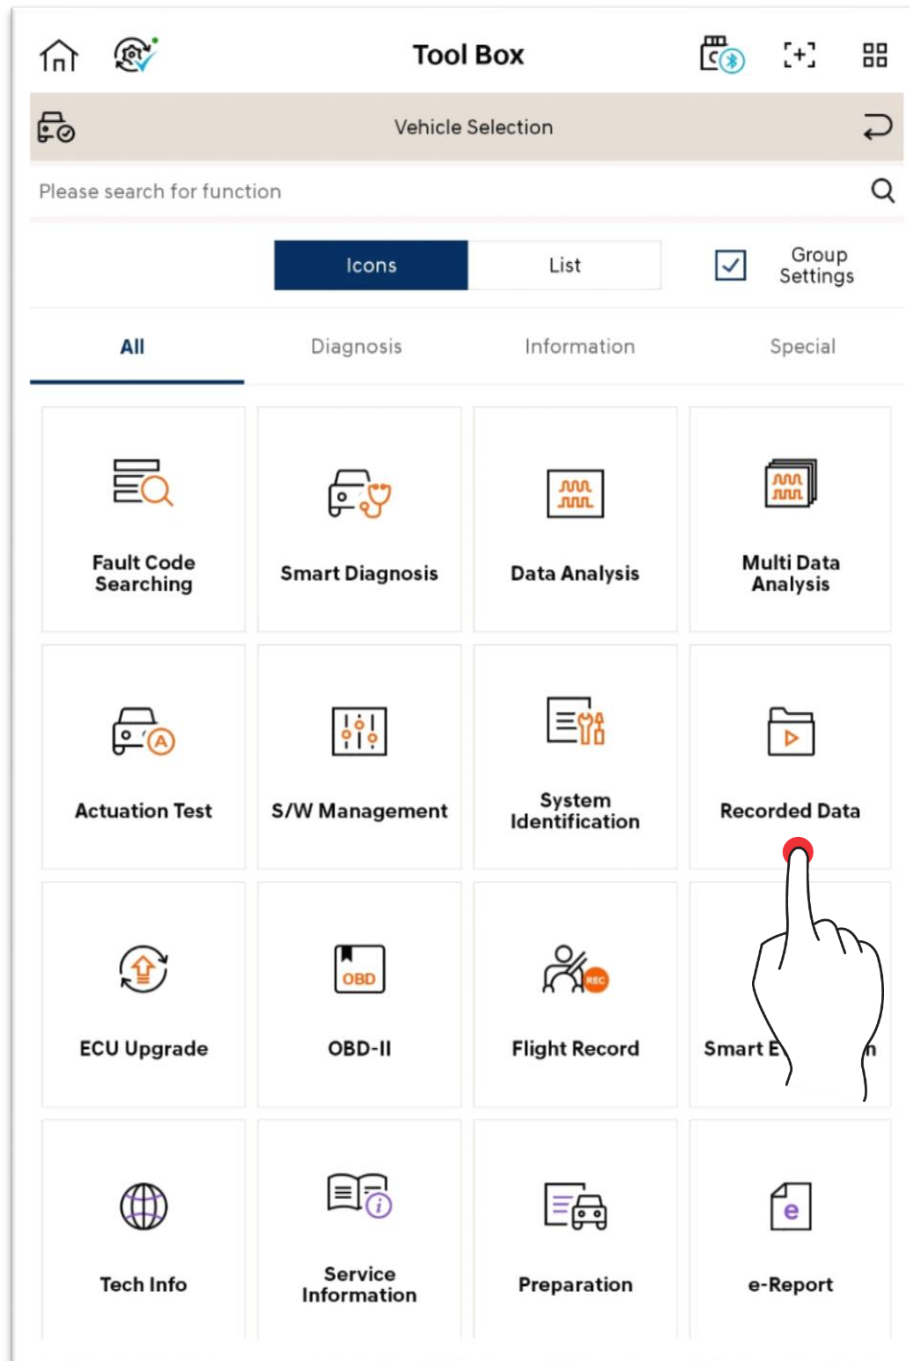 Tool Box
Vehicle Selection
Please search for function
Icons
List
Group
Settings
All
Diagnosis
Information
Special
Fault Code
Searching
Smart Diagnosis
Data Analysis
Multi Data
Analysis
Actuation Test
A
S/W Management
System
Identification
Recorded Data
ECU Upgrade
OBD
OBD-II
REC
Flight Record
Smart
Tech Info
i
Service
Information
Preparation
e
e-Report